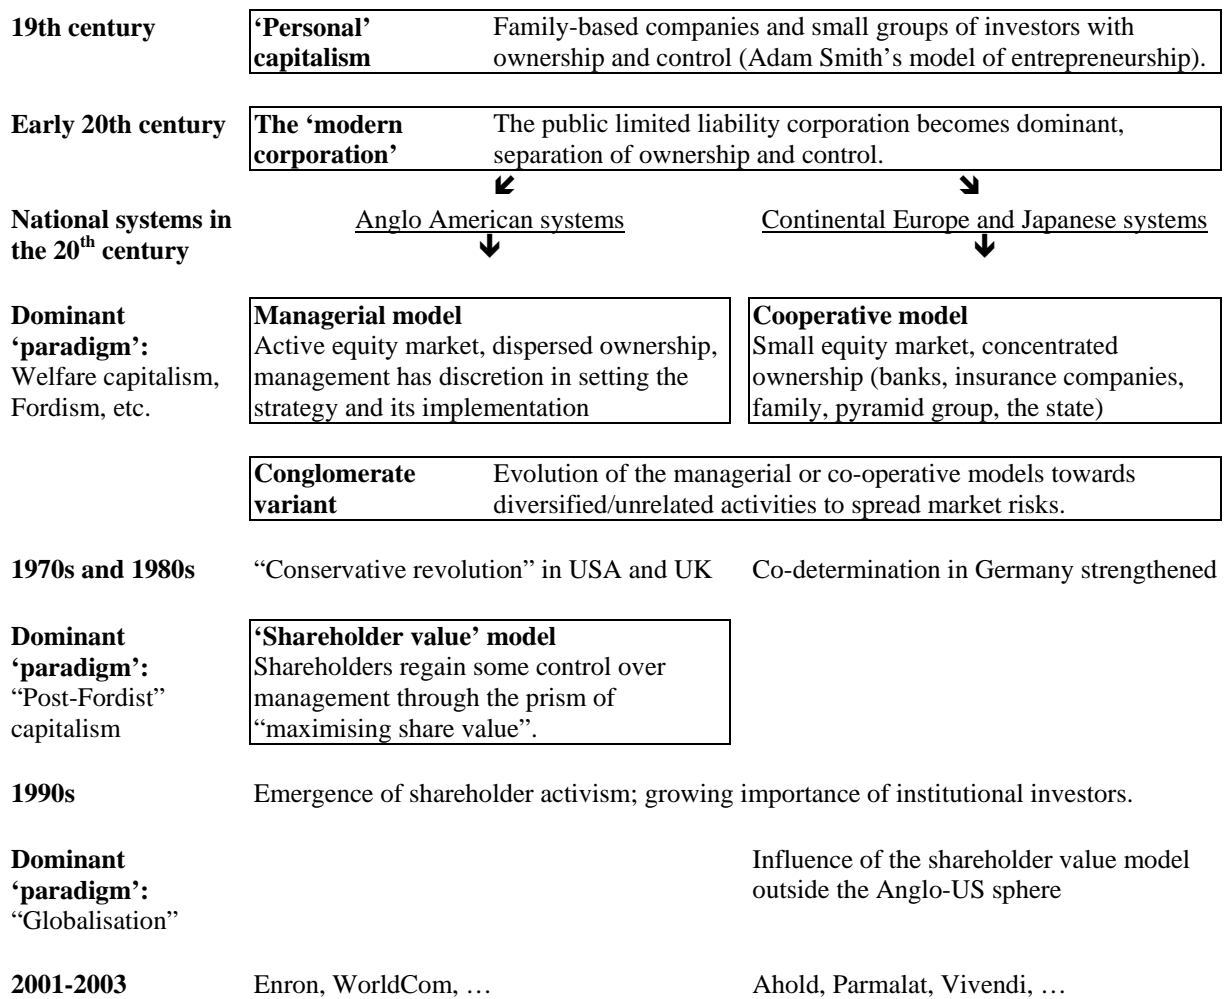 19th century
‘Personal’ capitalism
Family-based companies and small groups of investors with
ownership and control (Adam Smith’s model of entrepreneurship).
Early 20th century
The ‘modern
corporation’
The public limited liability corporation becomes dominant,
separation of ownership and control.
National systems in
the 20th century
Anglo American systems
Continental Europe and Japanese systems
Dominant
‘paradigm’:
Welfare capitalism,
Fordism, etc.
Managerial model
Active equity market, dispersed ownership,
management has discretion in setting the
strategy and its implementation
Cooperative model
Small equity market, concentrated
ownership (banks, insurance companies,
family, pyramid group, the state)
Conglomerate
variant
Evolution of the managerial or co-operative models towards
diversified/unrelated activities to spread market risks.
1970s and 1980s
“Conservative revolution” in USA and UK
Co-determination in Germany strengthened
Dominant
‘paradigm’:
“Post-Fordist”
capitalism
‘Shareholder value’ model
Shareholders regain some control over
management through the prism of
“maximising share value”.
1990s
Emergence of shareholder activism; growing importance of institutional investors.
Dominant
‘paradigm’:
“Globalisation”
Influence of the shareholder value model
outside the Anglo-US sphere
2001-2003
Enron, WorldCom, …
Ahold, Parmalat, Vivendi, …